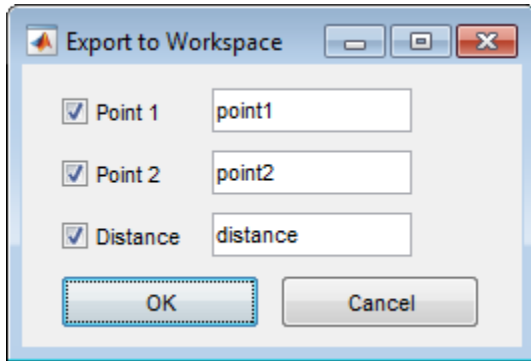 Export to Workspace
Point 1 point1
Point 2 point2
Distance distance
OK Cancel